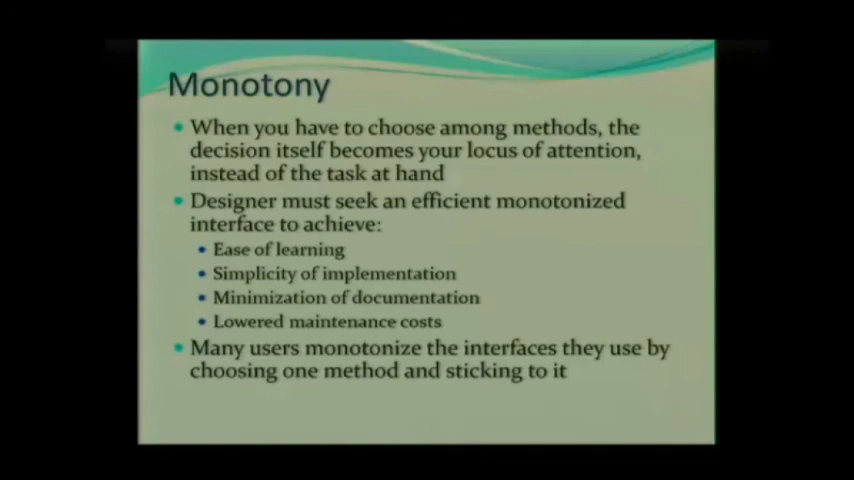 Monotony
When you have to choose among methods, the
decision itself becomes your locus of attention,
instead of the task at hand
Designer must seek an efficient monotonized
interface to achieve:
Ease of learning
Simplicity of implementation
Minimization of documentation
Lowered maintenance costs
Many users monotonize the interfaces they use by
choosing one method and sticking to it